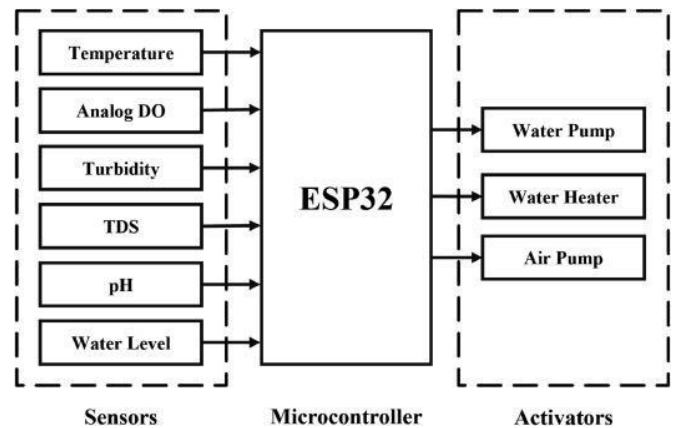 Temperature
Analog DO
Turbidity
TDS
pH
Water Level
ESP32
Water Pump
Water Heater
Air Pump
Sensors
Microcontroller
Activators